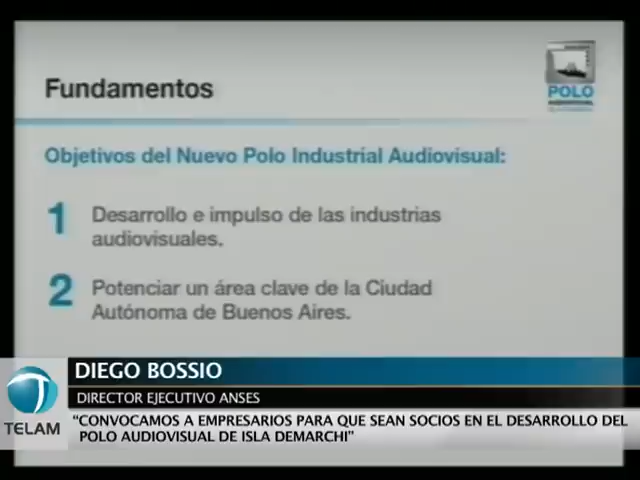 Fundamentos
POLO
AUDIOVISUAL
Objetivos del Nuevo Polo Industrial Audiovisual:
1 Desarrollo e impulso de las industrias
audiovisuales.
2 Potenciar un área clave de la Ciudad
Autónoma de Buenos Aires.
DIEGO BOSSIO
DIRECTOR EJECUTIVO ANSES
TELAM
“CONVOCAMOS A EMPRESARIOS PARA QUE SEAN SOCIOS EN EL DESARROLLO DEL
POLO AUDIOVISUAL DE ISLA DEMARCHI"